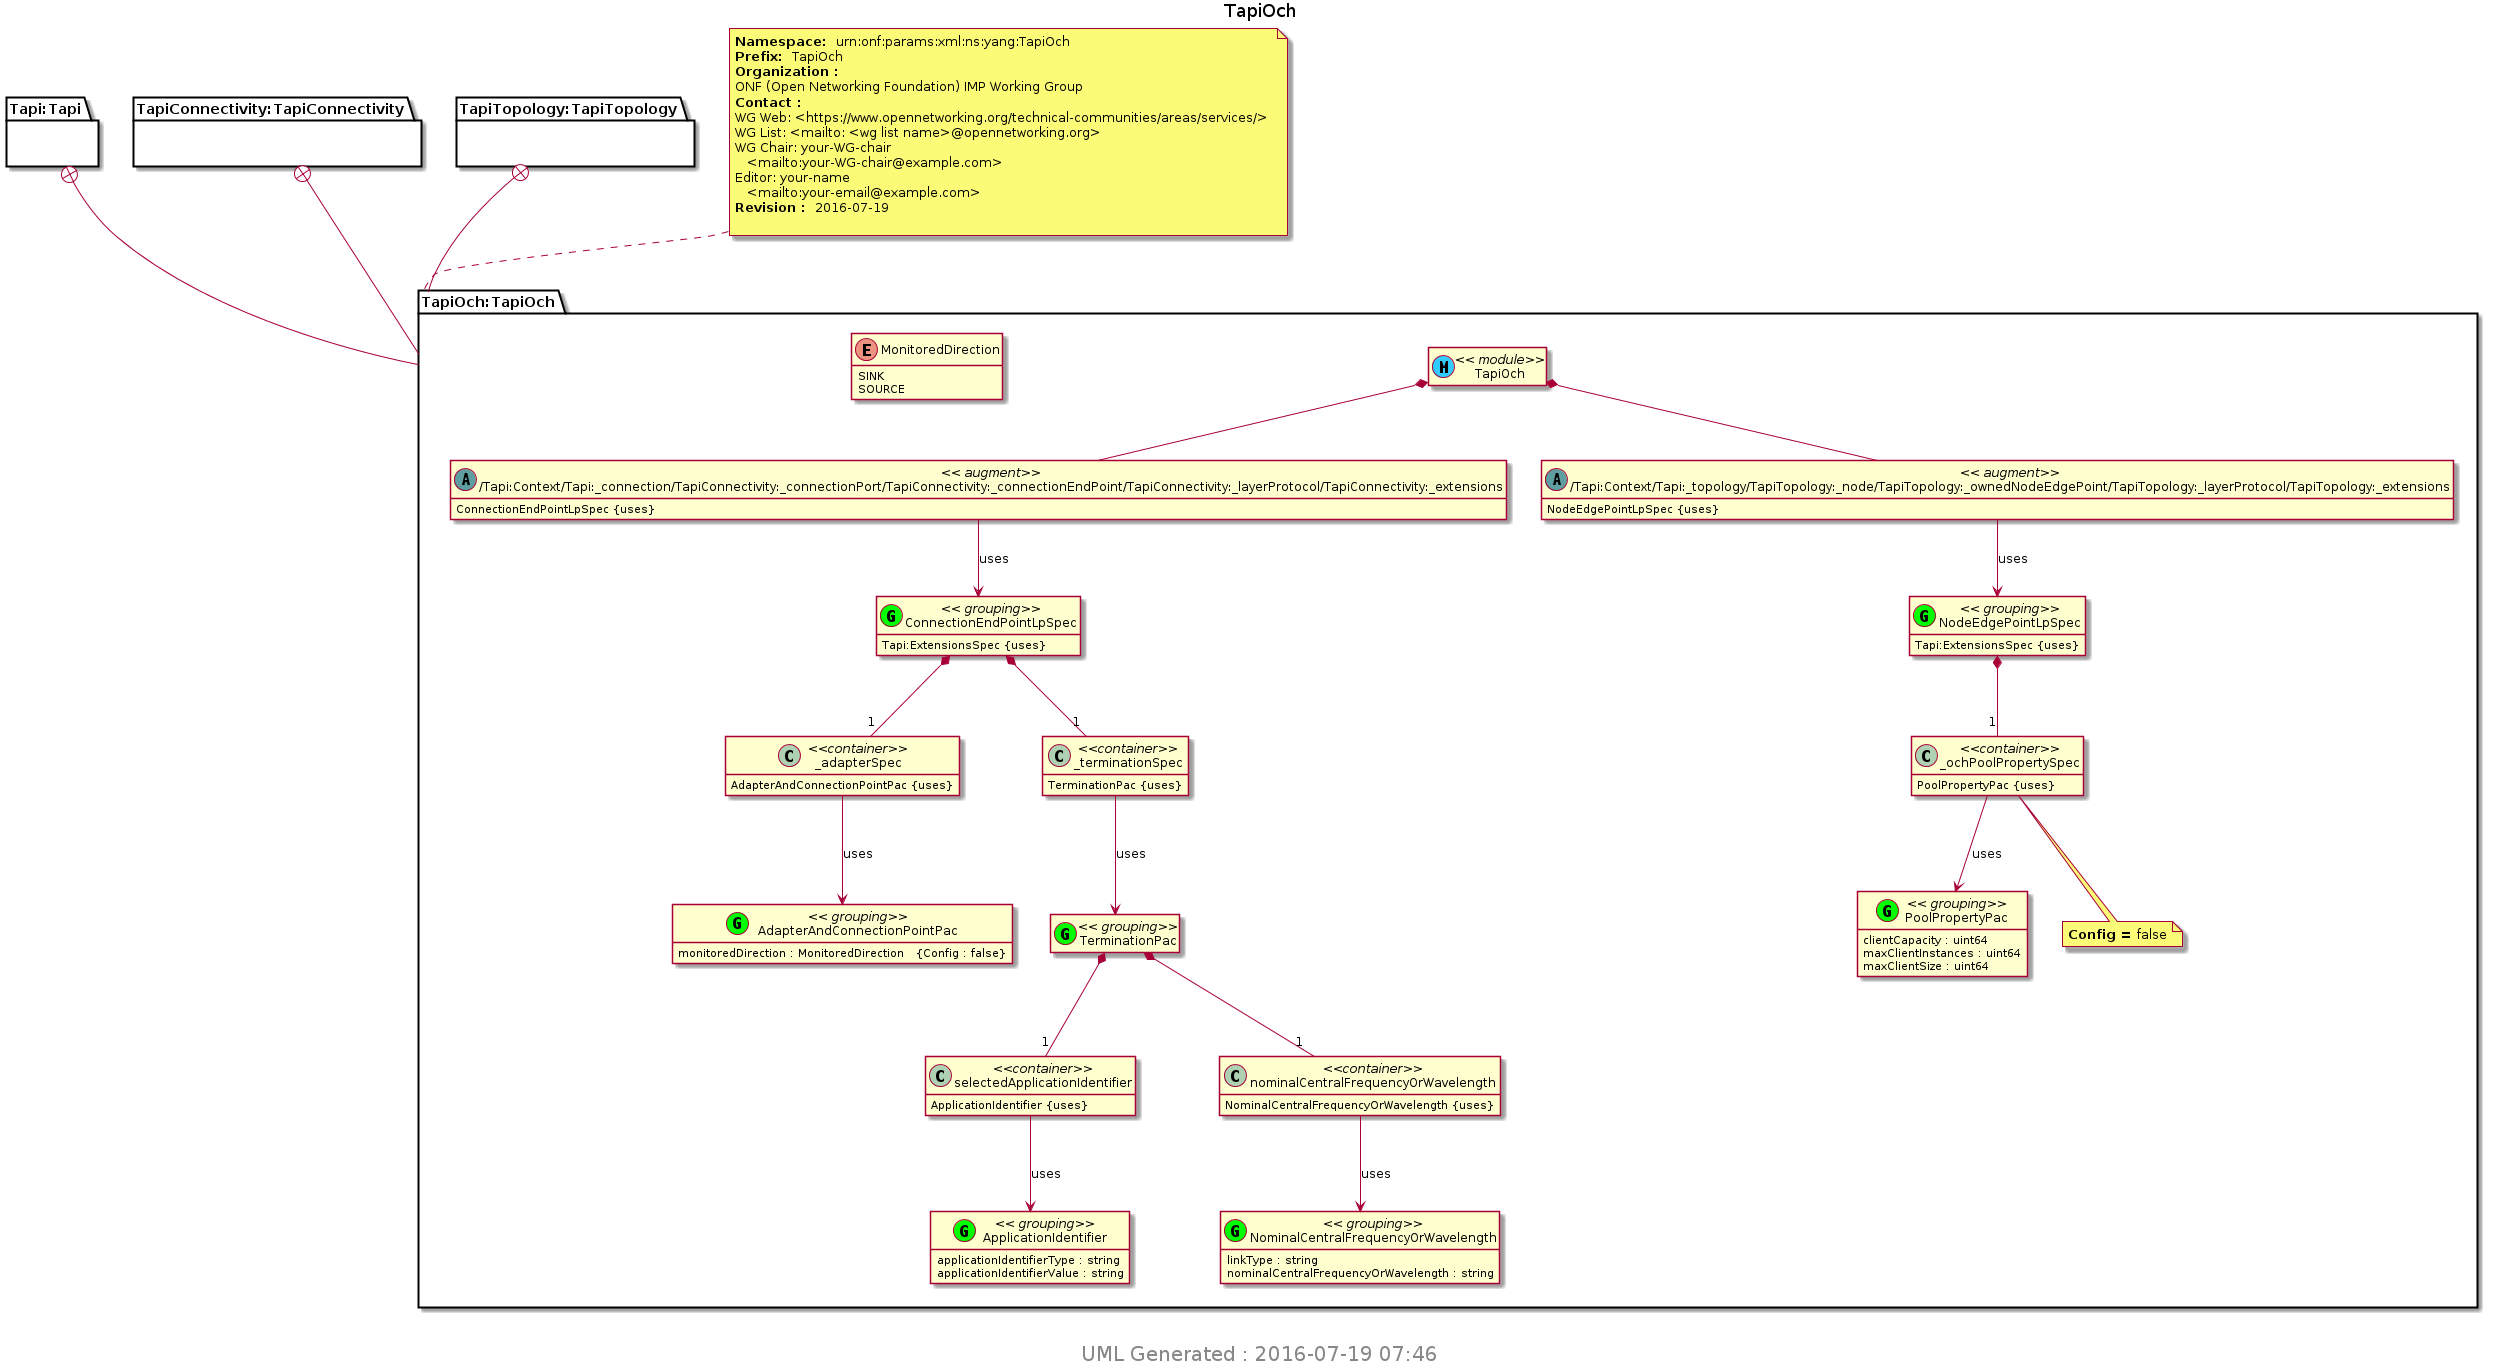 TapiOch
Namespace: urn:onf:params:xml:ns:yang:TapiOch
Prefix: TapiOch
Organization :
ONF (Open Networking Foundation) IMP Working Group
Contact :
WG Web: <https://www.opennetworking.org/technical-communities/areas/services/>
WG List: <mailto: <wg list name>@opennetworking.org>
WG Chair: your-WG-chair
<mailto:your-WG-chair@example.com>
Editor: your-name
<mailto:your-email@example.com>
Revision : 2016-07-19
Tapi:Tapi
TapiConnectivity:TapiConnectivity
TapiTopology:TapiTopology
TapiOch:TapiOch
E MonitoredDirection
SINK
SOURCE
M << module>>
TapiOch
A << augment>>
/Tapi:Context/Tapi:_connection/TapiConnectivity:_connectionPort/TapiConnectivity:_connectionEndPoint/TapiConnectivity:_layerProtocol/TapiConnectivity:_extensions
ConnectionEndPointLpSpec {uses}
A << augment>>
/Tapi:Context/Tapi:_topology/TapiTopology:_node/TapiTopology:_ownedNodeEdgePoint/TapiTopology:_layerProtocol/TapiTopology:_extensions
NodeEdgePointLpSpec {uses}
uses
uses
G << grouping>>
ConnectionEndPointLpSpec
Tapi:ExtensionsSpec {uses}
G << grouping>>
NodeEdgePointLpSpec
Tapi:ExtensionsSpec {uses}
1
1
1
C <<container>>
_adapterSpec
AdapterAndConnectionPointPac {uses}
C <<container>>
_terminationSpec
TerminationPac {uses}
C <<container>>
_ochPoolPropertySpec
PoolPropertyPac {uses}
uses
uses
uses
G << grouping>>
AdapterAndConnectionPointPac
monitoredDirection : MonitoredDirection {Config : false}
G << grouping>>
TerminationPac
G << grouping>>
PoolPropertyPac
clientCapacity : uint64
maxClientInstances : uint64
maxClientSize : uint64
Config = false
1
1
C <<container>>
selectedApplicationIdentifier
ApplicationIdentifier {uses}
C <<container>>
nominalCentralFrequencyOrWavelength
NominalCentralFrequencyOrWavelength {uses}
uses
uses
G << grouping>>
ApplicationIdentifier
applicationIdentifierType : string
applicationIdentifierValue : string
G << grouping>>
NominalCentralFrequencyOrWavelength
linkType : string
nominalCentralFrequencyOrWavelength : string
UML Generated : 2016-07-19 07:46